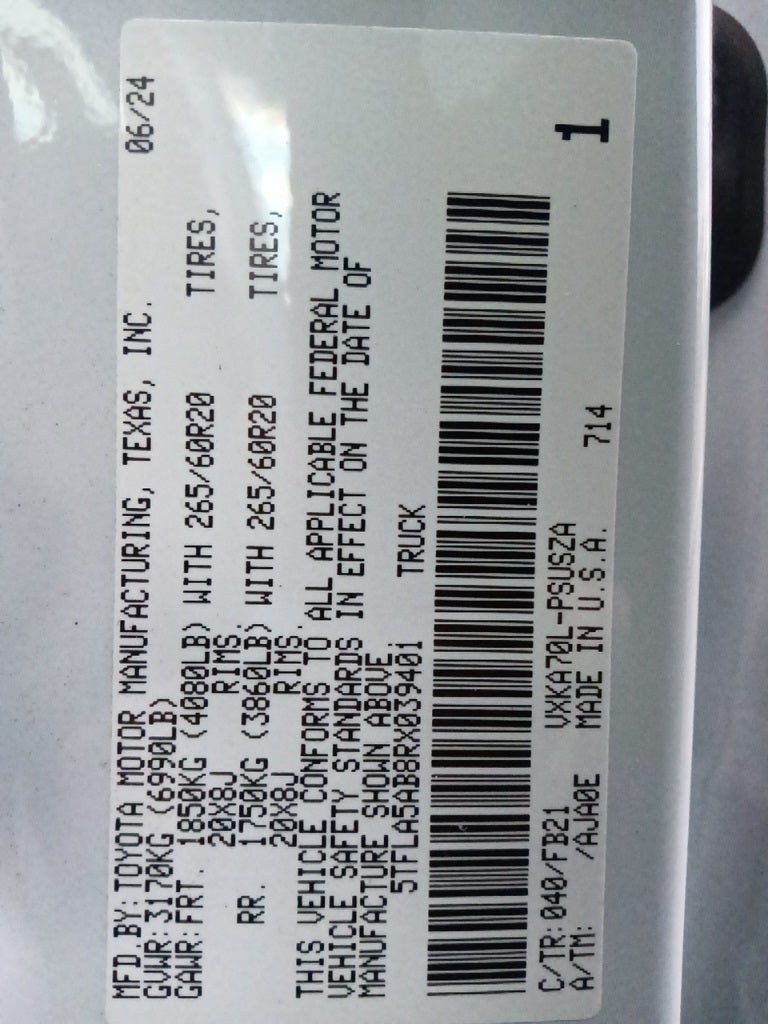 MFD.BY:TOYOTA MOTOR MANUFACTURING, TEXAS, INC. 06/24
GVWR:3170KG (6990LB)
GAWR:FRT. 1850KG (4080LB) WITH 265/60R20 TIRES,
20X8J RIMS.
RR. 1750KG (3860LB) WITH 265/60R20 TIRES,
20X8J RIMS.
THIS VEHICLE CONFORMS TO ALL APPLICABLE FEDERAL MOTOR
VEHICLE SAFETY STANDARDS IN EFFECT ON THE DATE OF
MANUFACTURE SHOWN ABOVE.
5TFLA5AB8RX039401 TRUCK
C/TR:040/FB21 VXKA70L-PSUSZA 1
A/TM: /AJA0E MADE IN U.S.A. 714